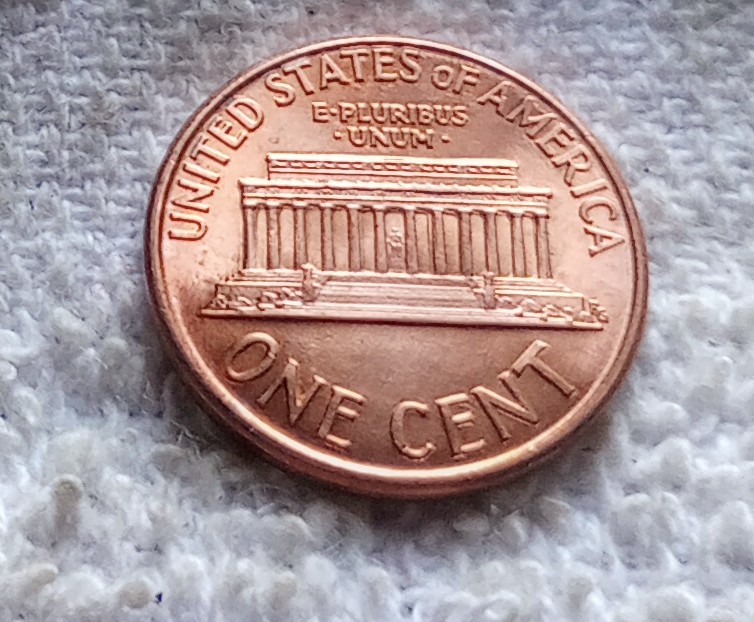 UNITED STATES OF AMERICA
E·PLURIBUS
·UNUM·
ONE CENT